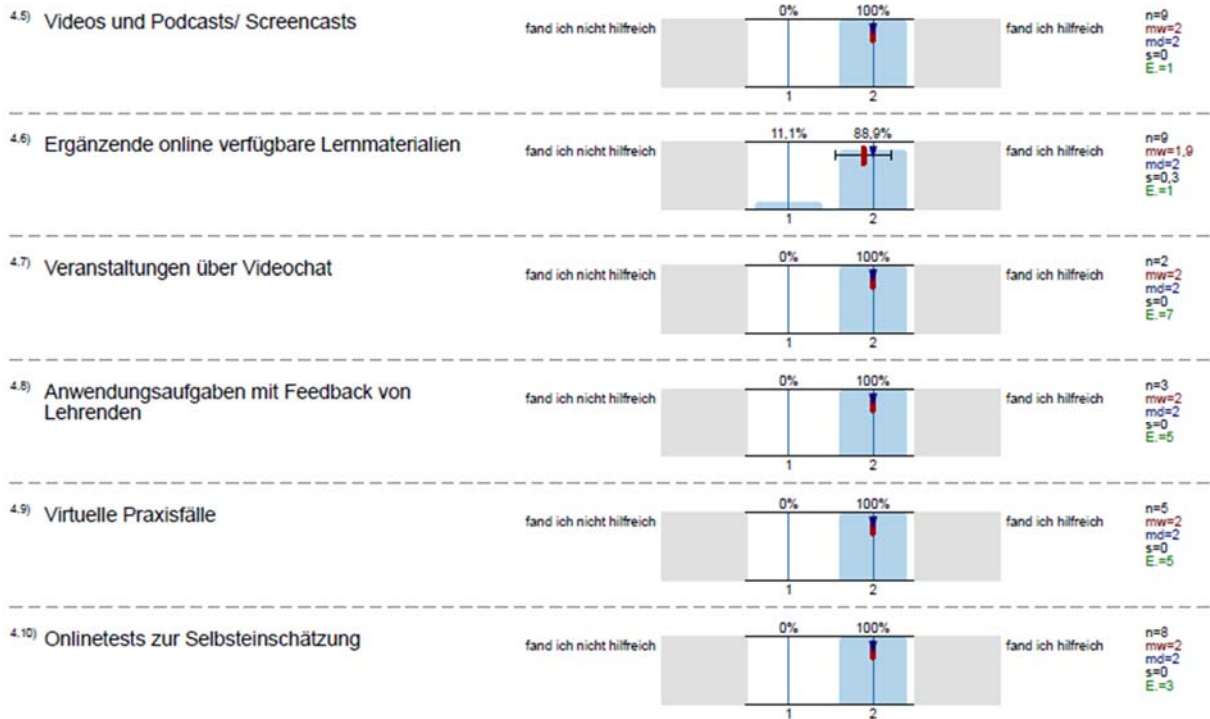 4.5) Videos und Podcasts/ Screencasts
0% 100%
fand ich nicht hilfreich fand ich hilfreich
n=9
mw=2
md=2
s=0
E.=1
1 2
4.6) Ergänzende online verfügbare Lernmaterialien
11,1% 88,9%
fand ich nicht hilfreich fand ich hilfreich
n=9
mw=1,9
md=2
s=0,3
E.=1
1 2
4.7) Veranstaltungen über Videochat
0% 100%
fand ich nicht hilfreich fand ich hilfreich
n=2
mw=2
md=2
s=0
E.=7
1 2
4.8) Anwendungsaufgaben mit Feedback von
Lehrenden
0% 100%
fand ich nicht hilfreich fand ich hilfreich
n=3
mw=2
md=2
s=0
E.=5
1 2
4.9) Virtuelle Praxisfälle
0% 100%
fand ich nicht hilfreich fand ich hilfreich
n=5
mw=2
md=2
s=0
E.=5
1 2
4.10) Onlinetests zur Selbsteinschätzung
0% 100%
fand ich nicht hilfreich fand ich hilfreich
n=8
mw=2
md=2
s=0
E.=3
1 2